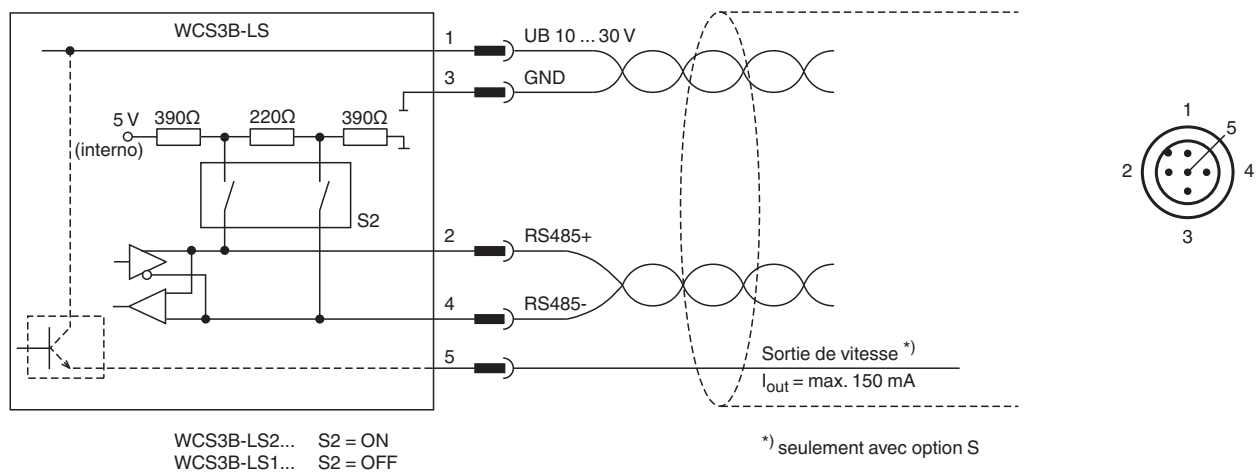 WCS3B-LS
1
UB 10 ... 30 V
3
GND
5 V
(interno)
390Ω
220Ω
390Ω
S2
2
RS485+
4
RS485-
5
Sortie de vitesse *)
Iout = max. 150 mA
WCS3B-LS2... S2 = ON
WCS3B-LS1... S2 = OFF
*) seulement avec option S
1
5
2
4
3